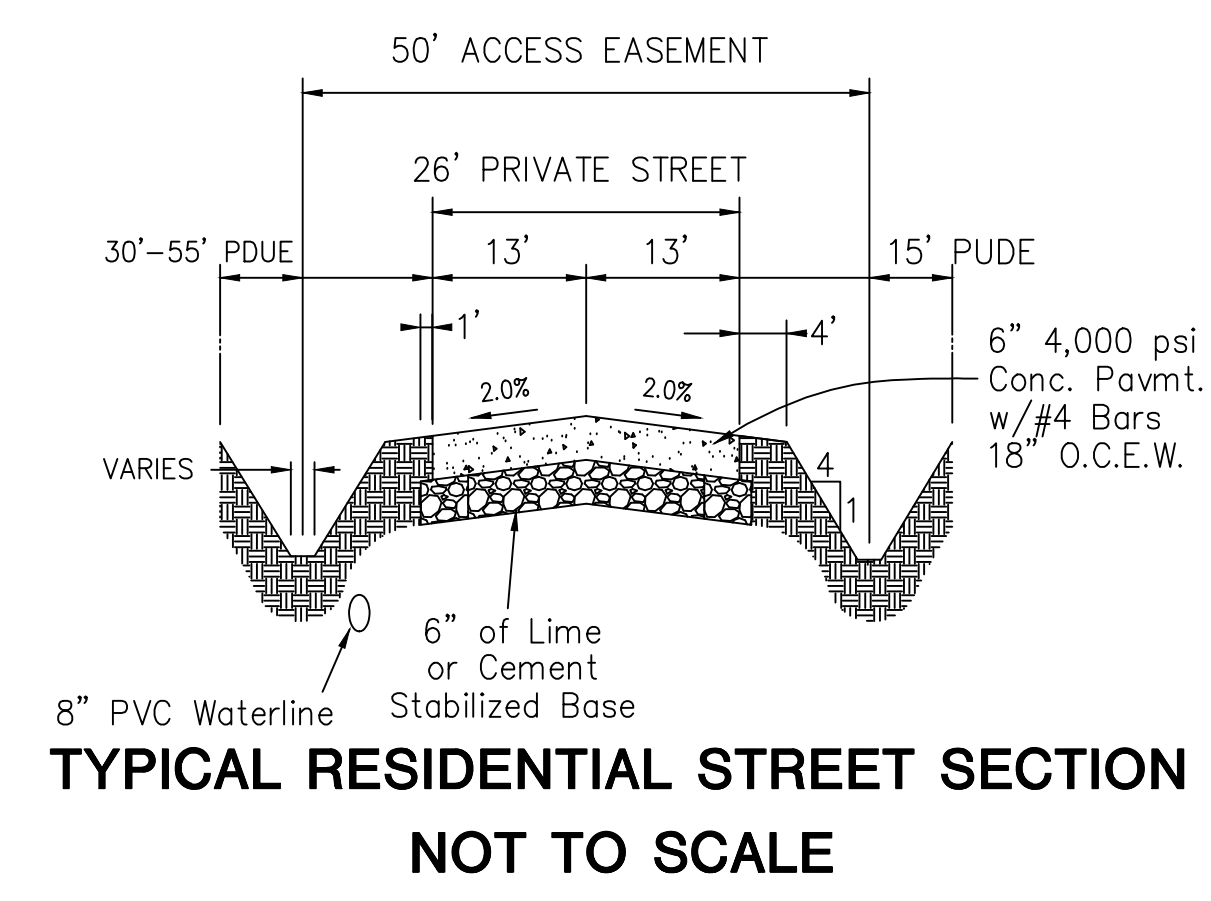 50' ACCESS EASEMENT
26' PRIVATE STREET
30'-55' PDUE
13'
13'
15' PUDE
1'
4'
6" 4,000 psi
Conc. Pavmt.
w/#4 Bars
18" O.C.E.W.
2.0%
2.0%
VARIES
4
1
6" of Lime
or Cement
Stabilized Base
8" PVC Waterline
TYPICAL RESIDENTIAL STREET SECTION
NOT TO SCALE